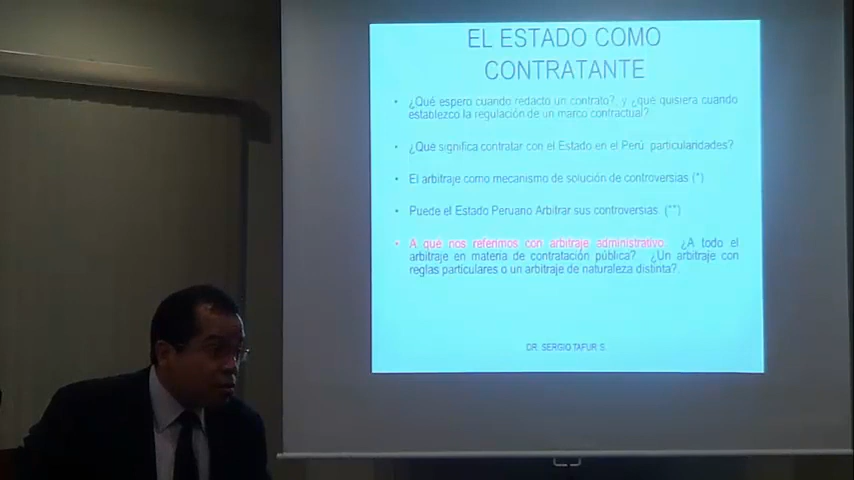 EL ESTADO COMO
CONTRATANTE
• ¿Qué espero cuando redacto un contrato?, y ¿qué quisiera cuando
establezco la regulación de un marco contractual?
• ¿Qué significa contratar con el Estado en el Perú, particularidades?
• El arbitraje como mecanismo de solución de controversias (*)
• Puede el Estado Peruano Arbitrar sus controversias (**)
• A qué nos referimos con arbitraje administrativo: ¿A todo el
arbitraje en materia de contratación pública? ¿Un arbitraje con
reglas particulares o un arbitraje de naturaleza distinta?.
DR. SERGIO TAFUR S.